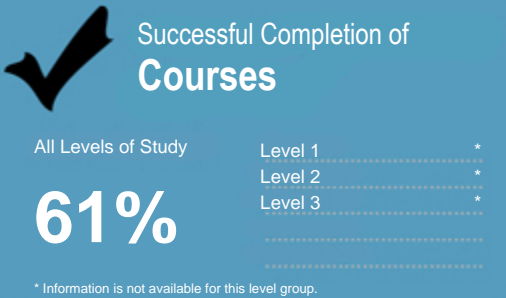 Successful Completion of
Courses
All Levels of Study
61%
Level 1 *
Level 2 *
Level 3 *
* Information is not available for this level group.